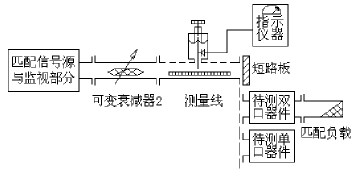 指示
仪器
匹配信号源
与监视部分
短路板
可变衰减器2
测量线
待测双
口器件
匹配负载
待测单
口器件